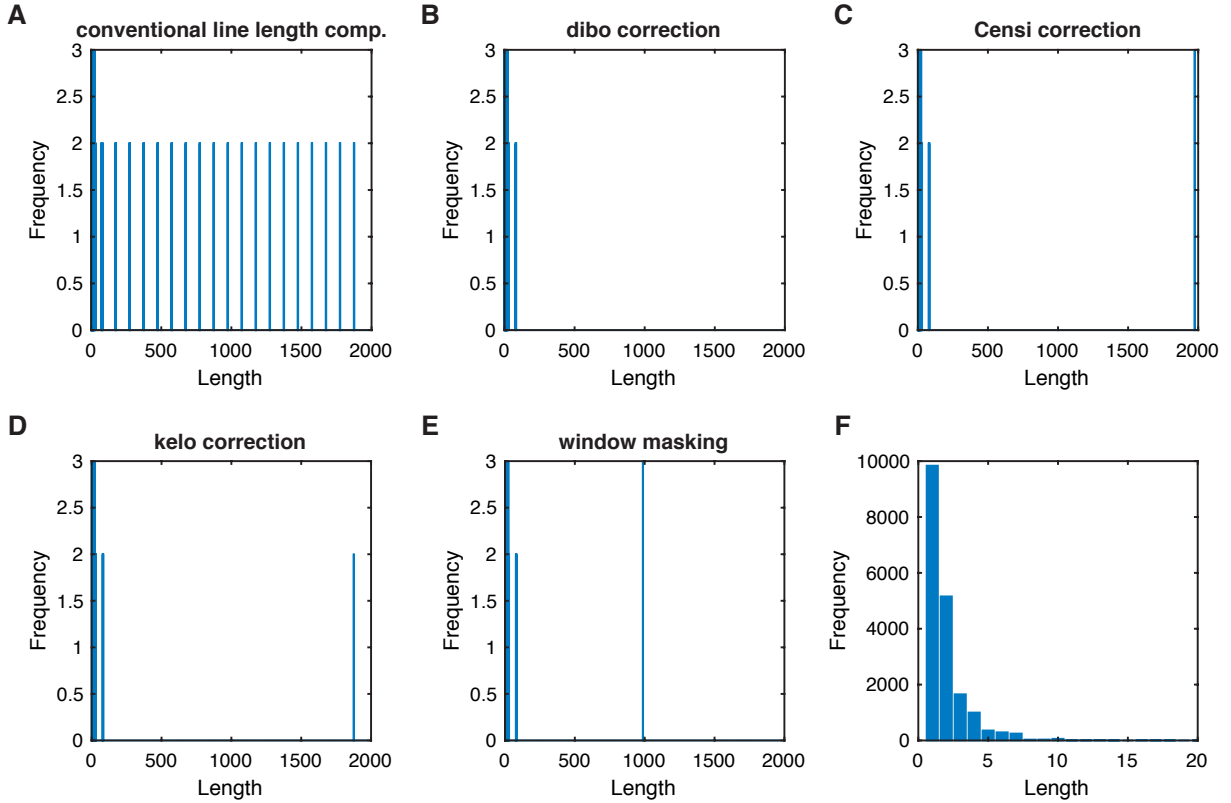 A
conventional line length comp.
3
2.5
2
1.5
1
0.5
0
Frequency
0 500 1000 1500 2000
Length
B
dibo correction
3
2.5
2
1.5
1
0.5
0
Frequency
0 500 1000 1500 2000
Length
C
Censi correction
3
2.5
2
1.5
1
0.5
0
Frequency
0 500 1000 1500 2000
Length
D
kelo correction
3
2.5
2
1.5
1
0.5
0
Frequency
0 500 1000 1500 2000
Length
E
window masking
3
2.5
2
1.5
1
0.5
0
Frequency
0 500 1000 1500 2000
Length
F
10000
8000
6000
4000
2000
0
Frequency
0 5 10 15 20
Length